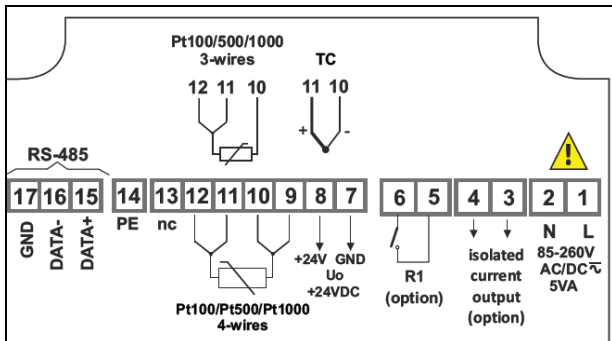 Pt100/500/1000
3-wires
TC
12 11 10
11 10
+ -
RS-485
17 16 15 14 13 12 11 10 9 8 7 6 5 4 3 2 1
GND
DATA-
DATA+
PE
nc
+24V GND
Uo
+24VDC
R1
(option)
isolated
current
output
(option)
N L
85-260V
AC/DC
5VA
Pt100/Pt500/Pt1000
4-wires